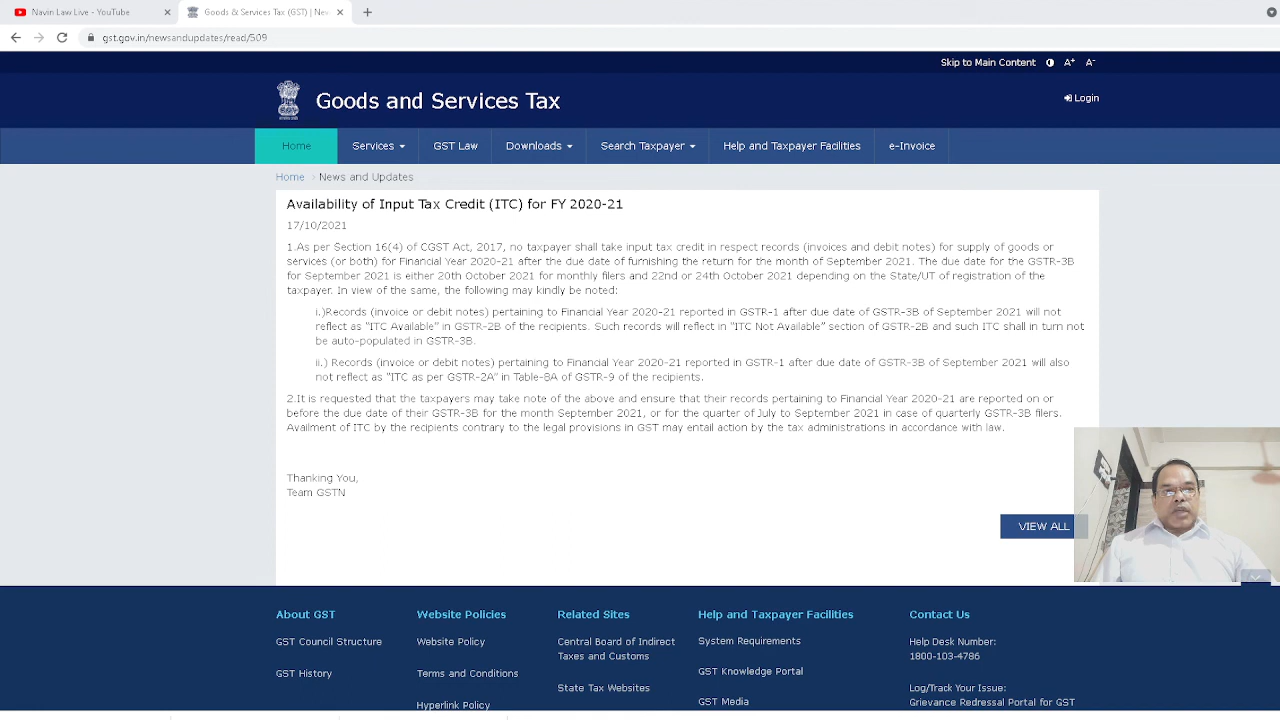 Navin Law Live - YouTube
Goods & Services Tax (GST) | Nev
gst.gov.in/newsandupdates/read/509
Skip to Main Content A+ A-
Goods and Services Tax
Login
Home Services GST Law Downloads Search Taxpayer Help and Taxpayer Facilities e-Invoice
Home > News and Updates
Availability of Input Tax Credit (ITC) for FY 2020-21
17/10/2021
1.As per Section 16(4) of CGST Act, 2017, no taxpayer shall take input tax credit in respect records (invoices and debit notes) for supply of goods or
services (or both) for Financial Year 2020-21 after the due date of furnishing the return for the month of September 2021. The due date for the GSTR-3B
for September 2021 is either 20th October 2021 for monthly filers and 22nd or 24th October 2021 depending on the State/UT of registration of the
taxpayer. In view of the same, the following may kindly be noted:
i.)Records (invoice or debit notes) pertaining to Financial Year 2020-21 reported in GSTR-1 after due date of GSTR-3B of September 2021 will not
reflect as “ITC Available” in GSTR-2B of the recipients. Such records will reflect in “ITC Not Available” section of GSTR-2B and such ITC shall in turn not
be auto-populated in GSTR-3B.
ii.) Records (invoice or debit notes) pertaining to Financial Year 2020-21 reported in GSTR-1 after due date of GSTR-3B of September 2021 will also
not reflect as “ITC as per GSTR-2A” in Table-8A of GSTR-9 of the recipients.
2.It is requested that the taxpayers may take note of the above and ensure that their records pertaining to Financial Year 2020-21 are reported on or
before the due date of their GSTR-3B for the month September 2021, or for the quarter of July to September 2021 in case of quarterly GSTR-3B filers.
Availment of ITC by the recipients contrary to the legal provisions in GST may entail action by the tax administrations in accordance with law.
Thanking You,
Team GSTN
VIEW ALL
About GST
GST Council Structure
GST History
Website Policies
Website Policy
Terms and Conditions
Hyperlink Policy
Related Sites
Central Board of Indirect
Taxes and Customs
State Tax Websites
Help and Taxpayer Facilities
System Requirements
GST Knowledge Portal
GST Media
Contact Us
Help Desk Number:
1800-103-4786
Log/Track Your Issue:
Grievance Redressal Portal for GST